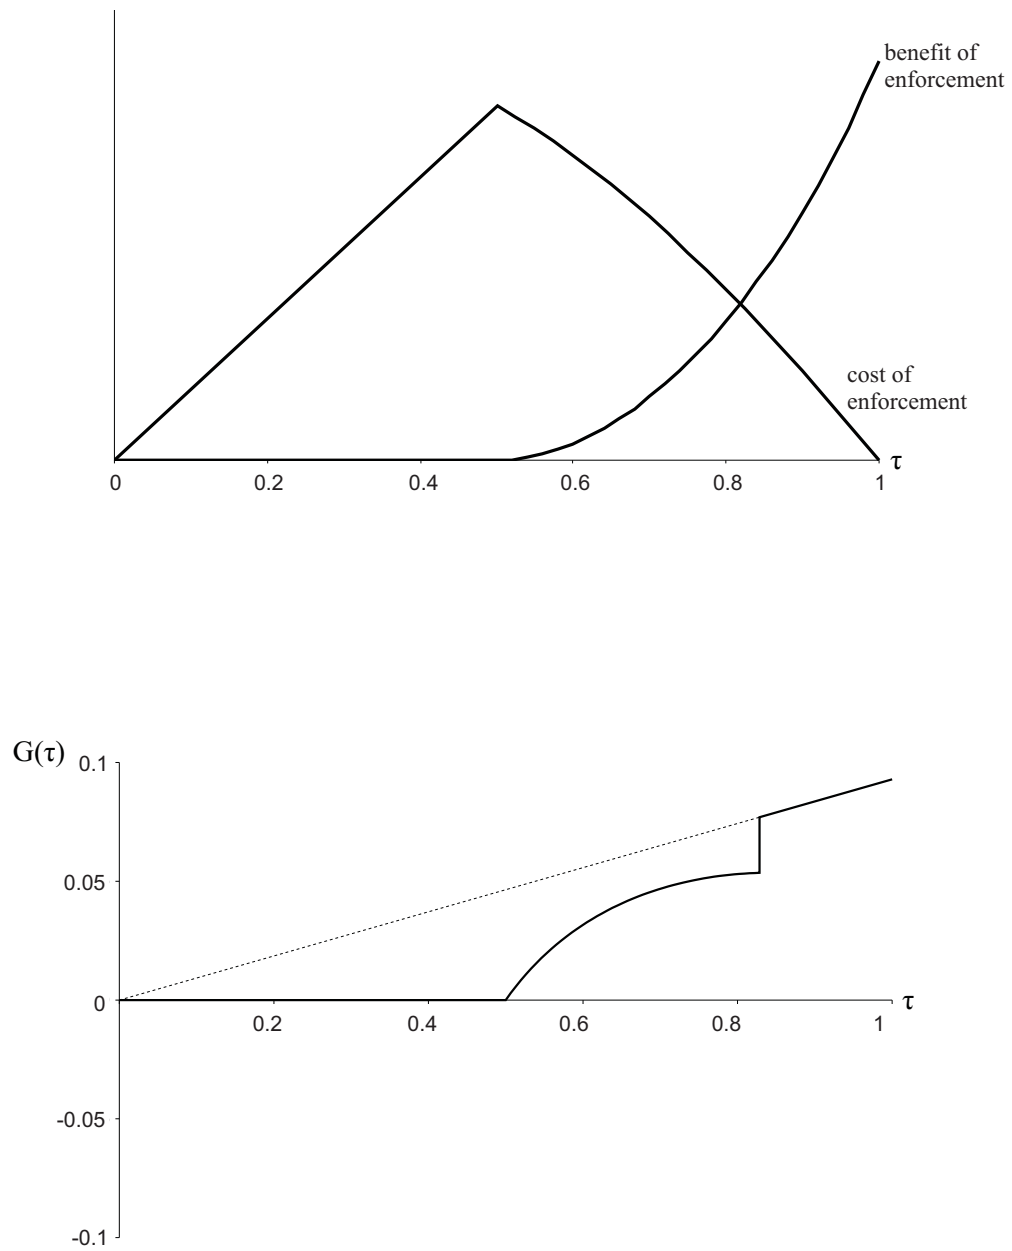 benefit of
enforcement
cost of
enforcement
τ
0 0.2 0.4 0.6 0.8 1
G(τ)
0.1
0.05
0
τ
0.2 0.4 0.6 0.8 1
-0.05
-0.1